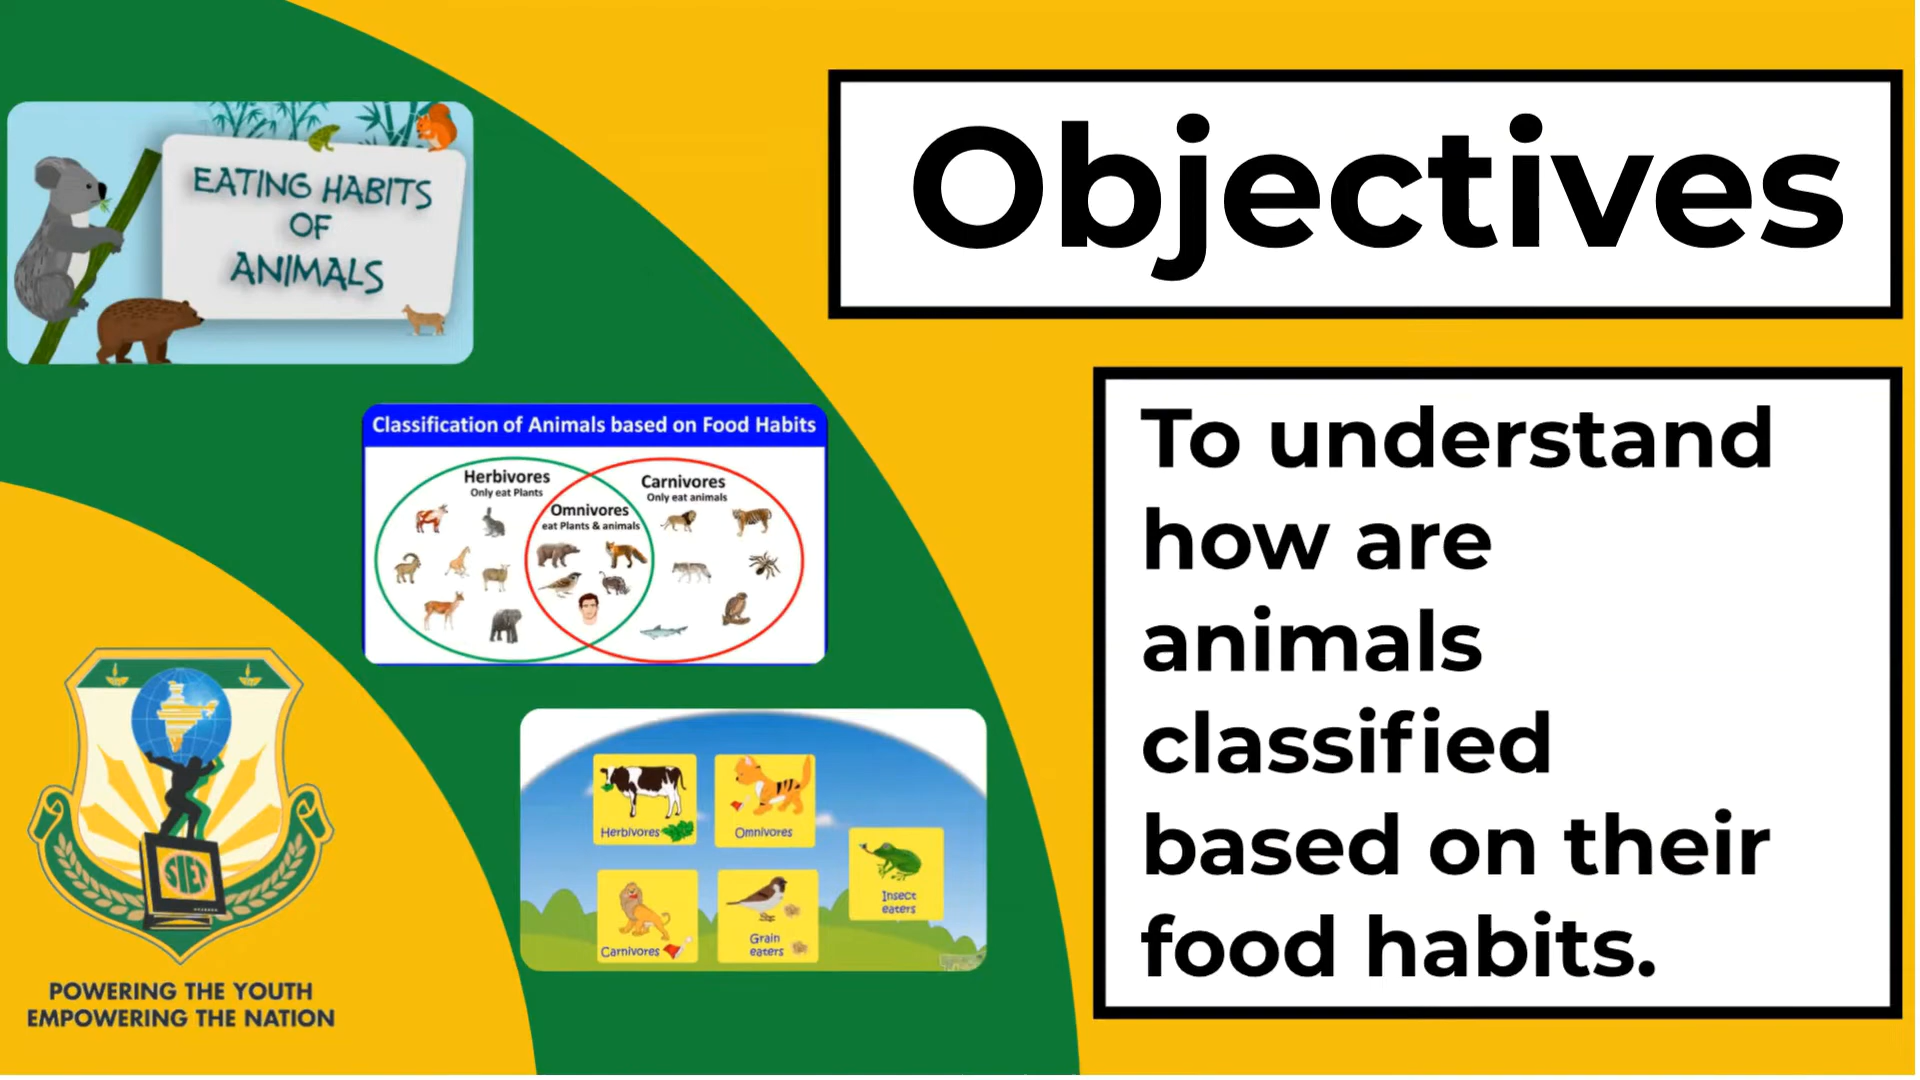 Objectives
To understand
how are
animals
classified
based on their
food habits.
EATING HABITS
OF
ANIMALS
Classification of Animals based on Food Habits
Herbivores
Only eat Plants
Carnivores
Only eat animals
Omnivores
eat Plants & animals
Herbivores
Omnivores
Carnivores
Grain
eaters
Insect
eaters
SIET
POWERING THE YOUTH
EMPOWERING THE NATION